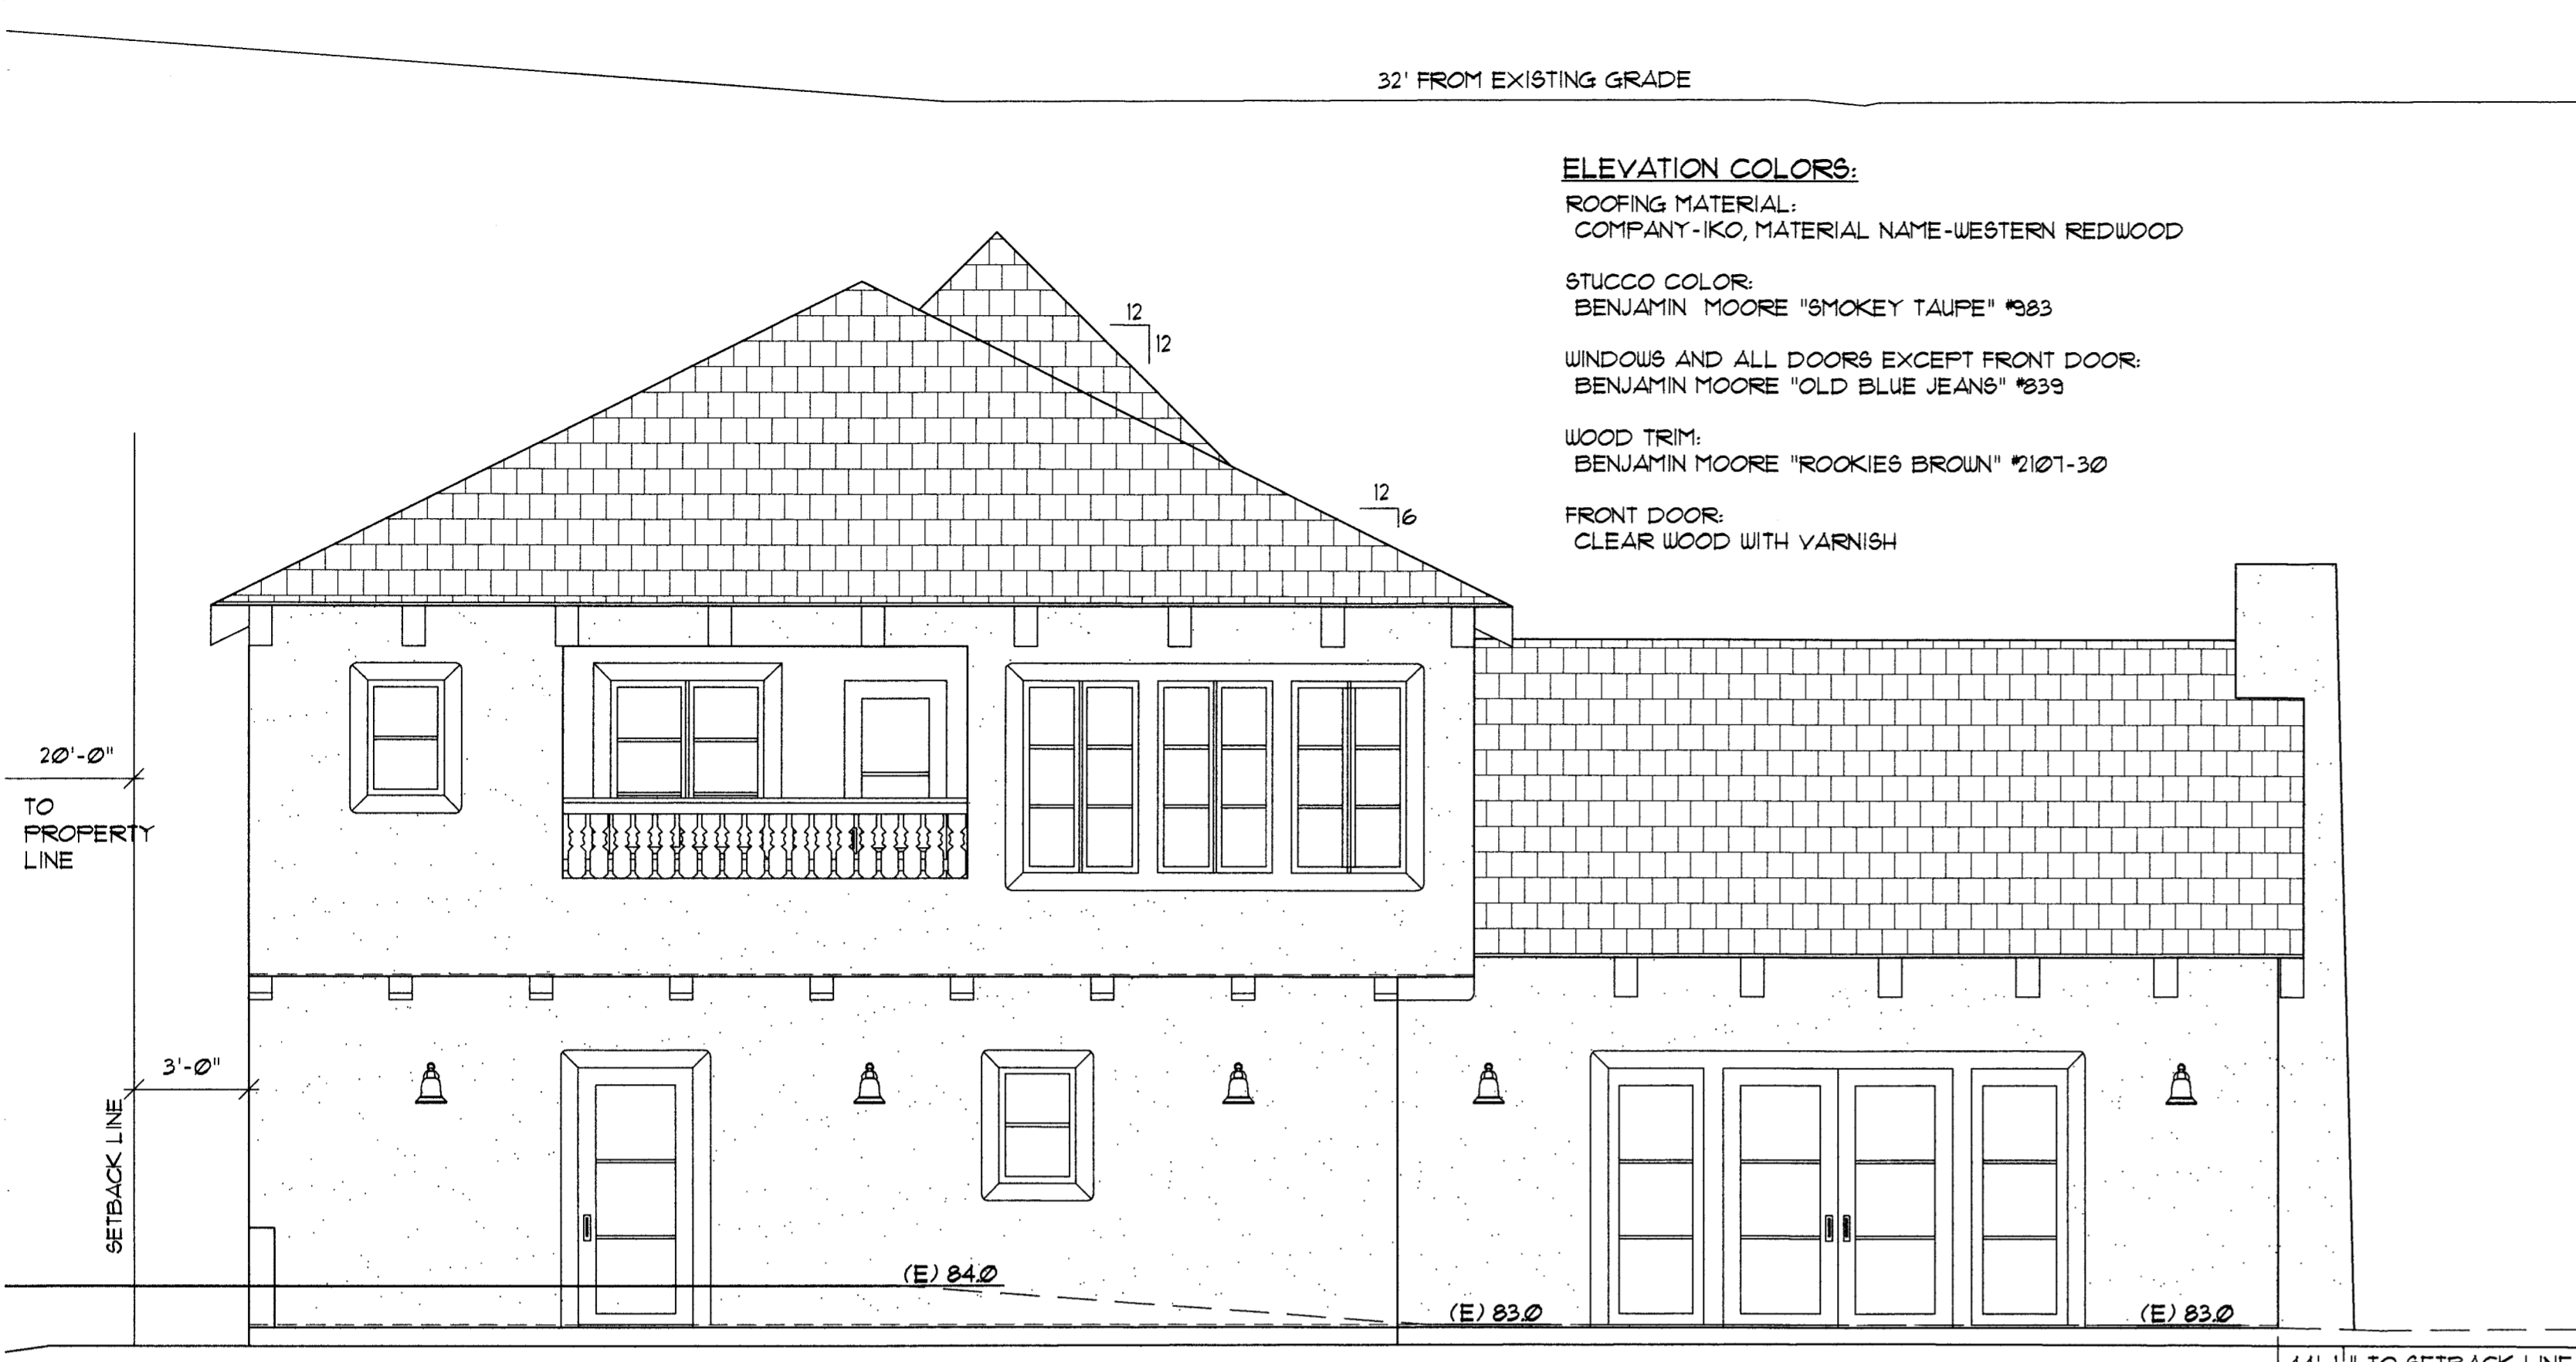 32' FROM EXISTING GRADE
ELEVATION COLORS:
ROOFING MATERIAL:
COMPANY-IKO, MATERIAL NAME-WESTERN REDWOOD
STUCCO COLOR:
BENJAMIN MOORE "SMOKEY TAUPE" #983
WINDOWS AND ALL DOORS EXCEPT FRONT DOOR:
BENJAMIN MOORE "OLD BLUE JEANS" #839
WOOD TRIM:
BENJAMIN MOORE "ROOKIES BROWN" #2107-30
FRONT DOOR:
CLEAR WOOD WITH VARNISH
12
12
12
6
20'-0"
TO
PROPERTY
LINE
3'-0"
SETBACK LINE
(E) 84.0
(E) 83.0
(E) 83.0
TO SETBACK LINE